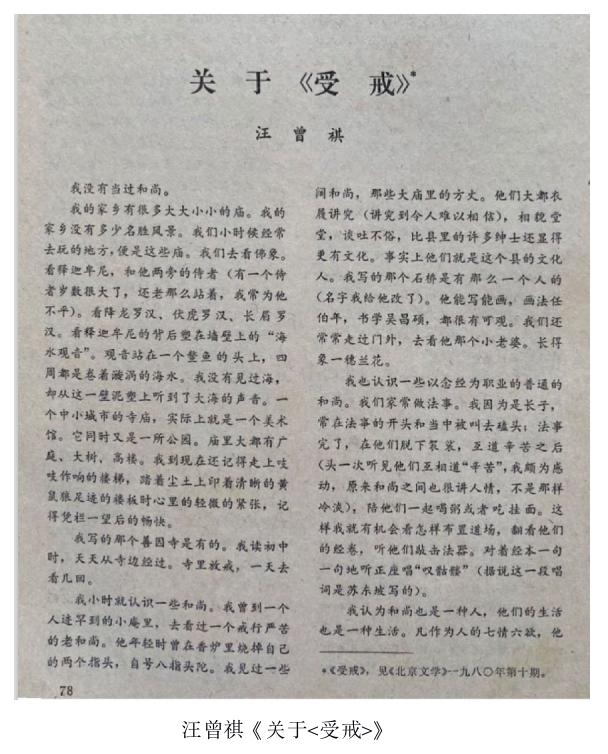 关于《受戒》*
汪曾祺
我没有当过和尚。
我的家乡有很多大大小小的庙。我的
家乡没有多少名胜风景。我们小时候经常
去玩的地方，便是这些庙。我们去看佛象。
看释迦牟尼，和他两旁的侍者（有一个侍
者岁数很大了，还老那么站着，我常为他
不平）。看降龙罗汉、伏虎罗汉、长眉罗
汉。看释迦牟尼的背后塑在墙壁上的“海
水观音”。观音站在一个鳌鱼的头上，四
周都是卷着漩涡的海水。我没有见过海，
却从这一壁泥塑上听到了大海的声音。一
个中小城市的寺庙，实际上就是一个美术
馆。它同时又是一所公园。庙里大都有广
庭、大树、高楼。我到现在还记得走上吱
吱作响的楼梯，踏着尘土上印着清晰的黄
鼠狼足迹的楼板时心里的轻微的紧张，记
得凭栏一望后的畅快。
我写的那个善因寺是有的。我读初中
时，天天从寺边经过。寺里放戒，一天去
看几回。
我小时就认识一些和尚。我曾到一个
人迹罕到的小庵里，去看过一个戒行严苦
的老和尚。他年轻时曾在香炉里烧掉自己
的两个指头，自号八指头陀。我见过一些
阔和尚，那些大庙里的方丈。他们大都衣
履讲究（讲究到令人难以相信），相貌堂
堂，谈吐不俗，比县里的许多绅士还显得
更有文化。事实上他们就是这个县的文化
人。我写的那个石桥是有那么一个人的
（名字我给他改了）。他能写能画，画法任
伯年，书学吴昌硕，都很有可观。我们还
常常走过门外，去看他那个小老婆。长得
象一穗兰花。
我也认识一些以念经为职业的普通的
和尚。我们家常做法事。我因为是长子，
常在法事的开头和当中被叫去磕头；法事
完了，在他们脱下袈裟，互道辛苦之后
（头一次听见他们互相道“辛苦”，我颇为感
动，原来和尚之间也很讲人情，不是那样
冷淡），陪他们一起喝粥或者吃挂面。这
样我就有机会看怎样布置道场，翻看他们
的经卷，听他们敲击法器。对着经本一句
一句地听正座唱“叹骷髅”（据说这一段唱
词是苏东坡写的）。
我认为和尚也是一种人，他们的生活
也是一种生活。凡作为人的七情六欲，他
*《受戒》，见《北京文学》一九八〇年第十期。
78
汪曾祺《关于<受戒>》